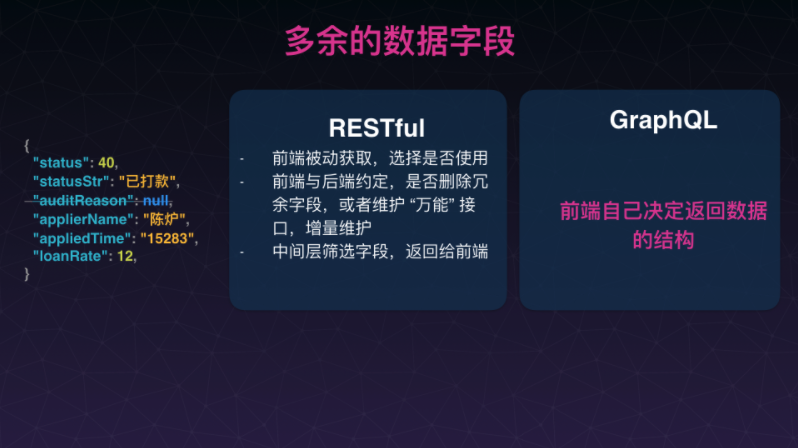 多余的数据字段
{
"status": 40,
"statusStr": "已打款",
"auditReason": null,
"applierName": "陈炉",
"appliedTime": "15283",
"loanRate": 12,
}
RESTful
- 前端被动获取，选择是否使用
- 前端与后端约定，是否删除冗
余字段，或者维护 “万能” 接
口，增量维护
- 中间层筛选字段，返回给前端
GraphQL
前端自己决定返回数据
的结构